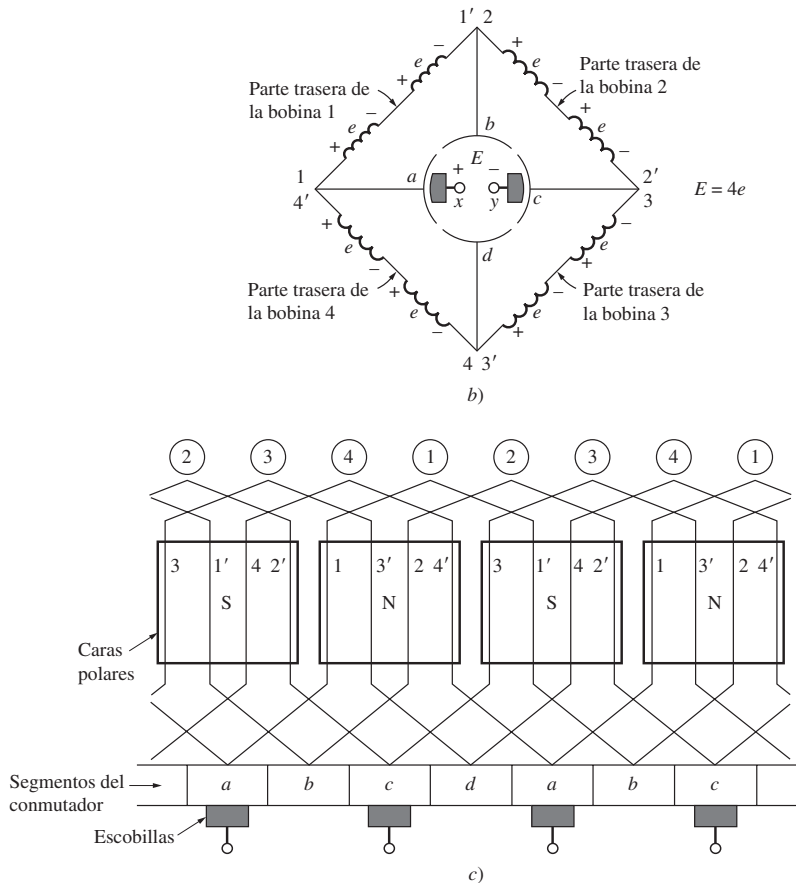 1′ 2
+ e −
+ e −
Parte trasera de
la bobina 1
+ e −
+ e −
Parte trasera de
la bobina 2
b
1
4′
a
+ E −
x y
c
2′
3
E = 4e
d
+ e −
+ e −
Parte trasera de
la bobina 4
− e +
− e +
Parte trasera de
la bobina 3
4 3′
b)
2 3 4 1 2 3 4 1
3 1′ 4 2′ 1 3′ 2 4′ 3 1′ 4 2′ 1 3′ 2 4′
S N S N
Caras
polares
Segmentos del
conmutador
a b c d a b c
Escobillas
c)